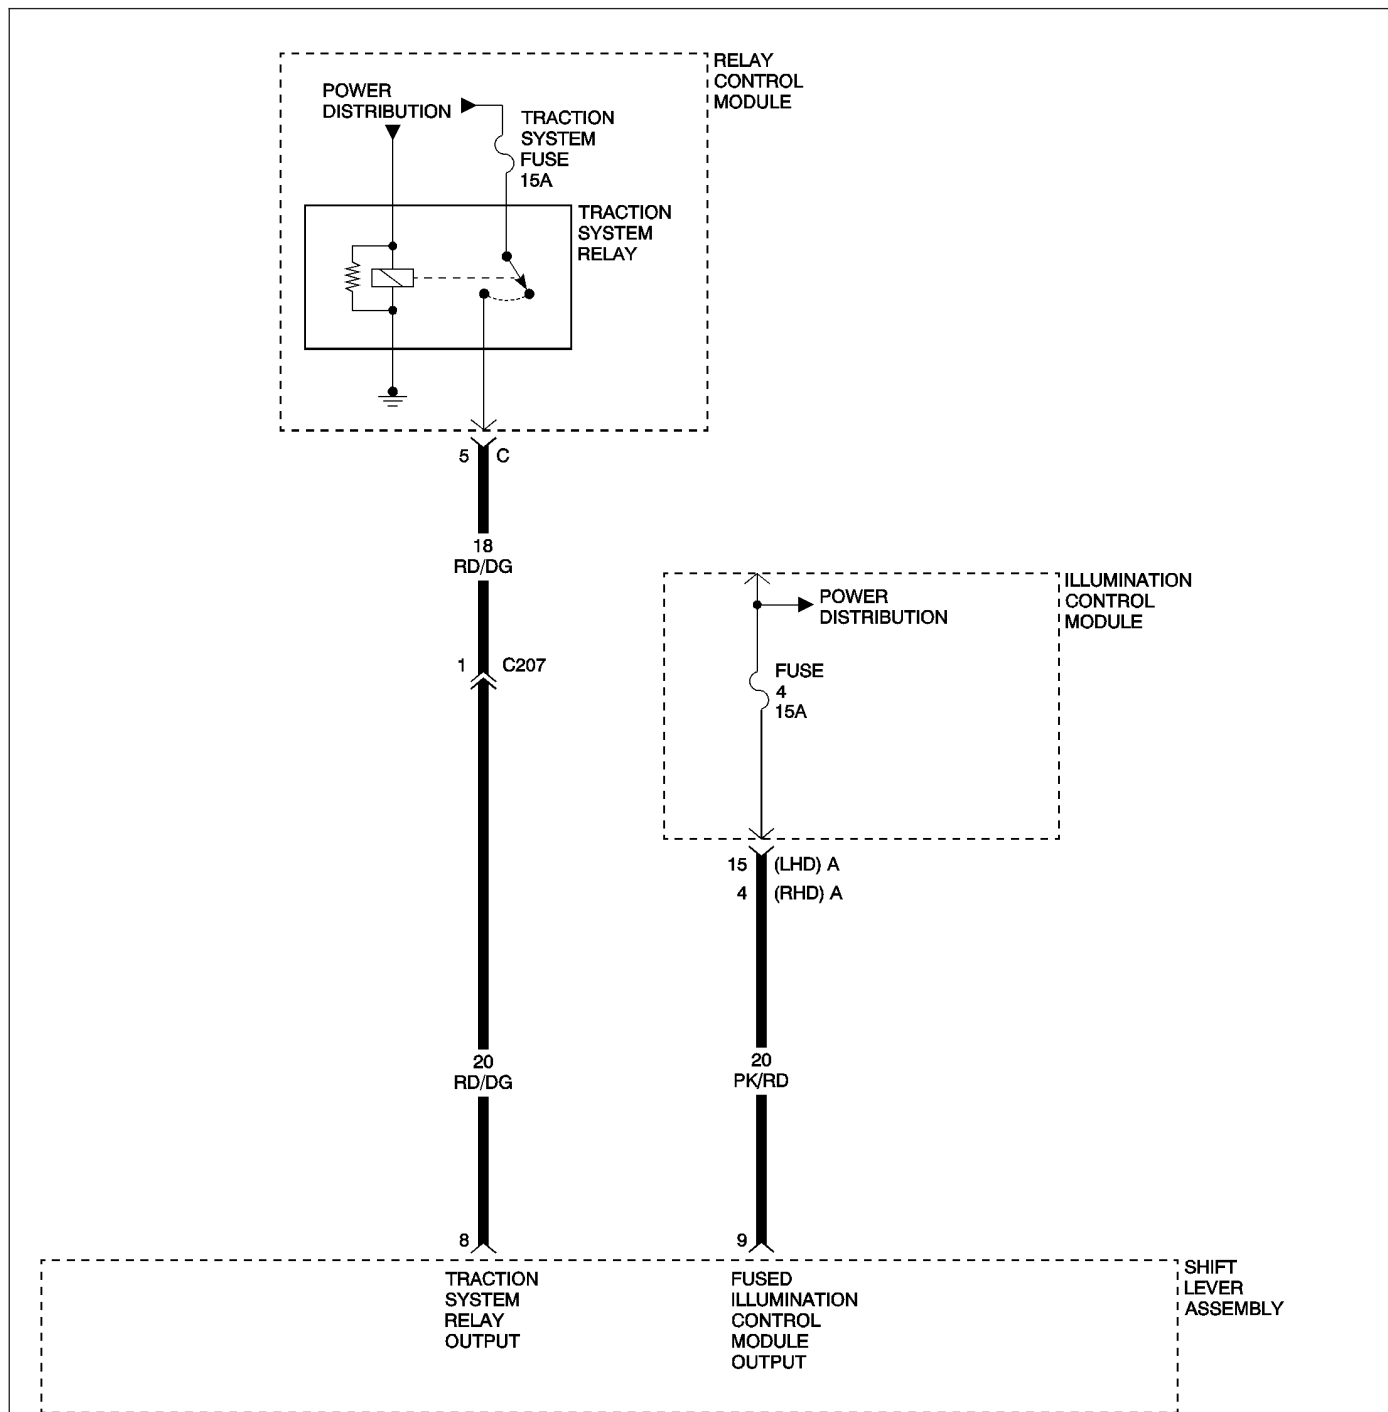 RELAY
CONTROL
MODULE
POWER
DISTRIBUTION
TRACTION
SYSTEM
FUSE
15A
TRACTION
SYSTEM
RELAY
5 C
18
RD/DG
1 C207
ILLUMINATION
CONTROL
MODULE
POWER
DISTRIBUTION
FUSE
4
15A
15 (LHD) A
4 (RHD) A
20
RD/DG
20
PK/RD
8
9
TRACTION
SYSTEM
RELAY
OUTPUT
FUSED
ILLUMINATION
CONTROL
MODULE
OUTPUT
SHIFT
LEVER
ASSEMBLY